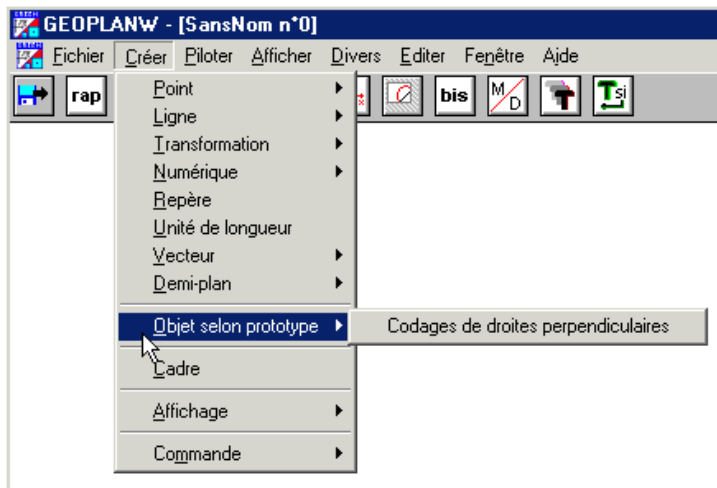 GEOPLANW - [SansNom n°0]
Fichier Créer Piloter Afficher Divers Editer Fenêtre Aide
rap bis M/D Tsi
Point
Ligne
Transformation
Numérique
Repère
Unité de longueur
Vecteur
Demi-plan
Objet selon prototype Codages de droites perpendiculaires
Cadre
Affichage
Commande